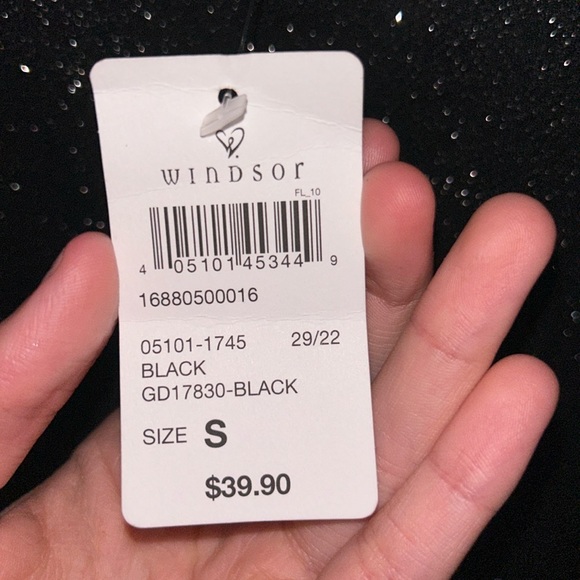 WINDSOR
FL_10
4 05101 45344 9
16880500016
05101-1745 29/22
BLACK
GD17830-BLACK
SIZE S
$39.90